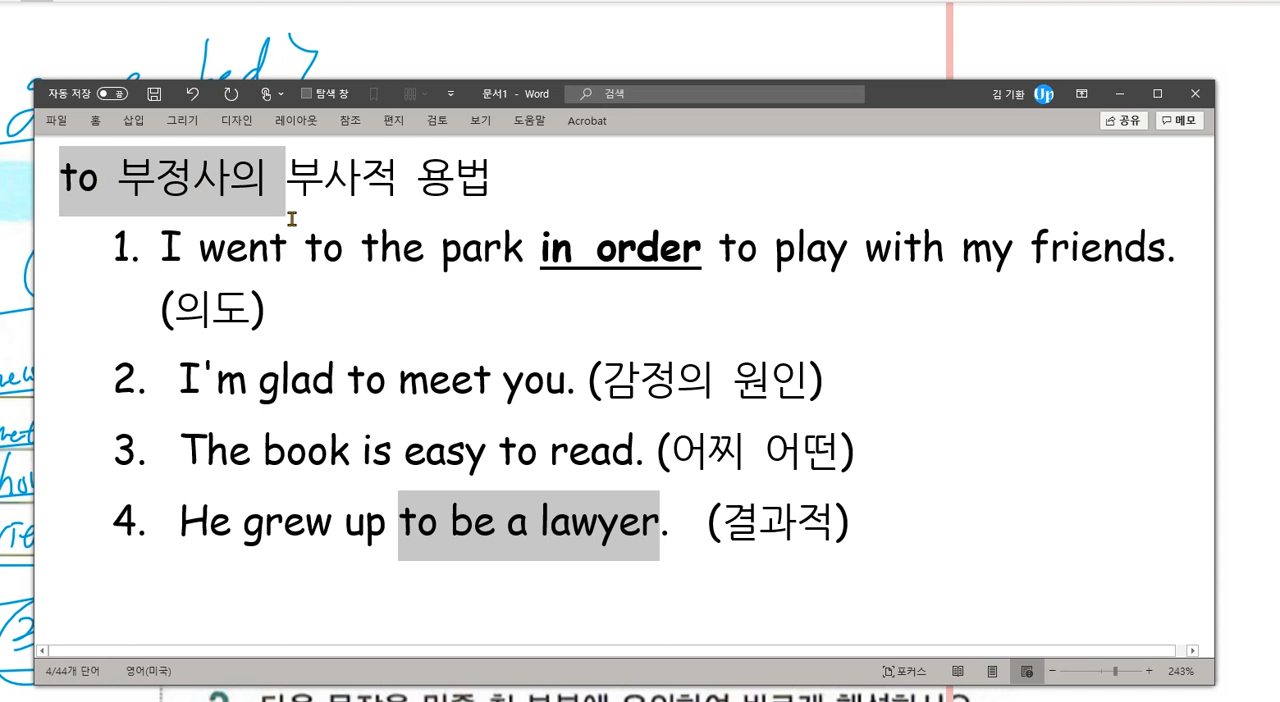 자동 저장 끔 탐색 창 문서1 - Word 검색 김 기환 Up
파일 홈 삽입 그리기 디자인 레이아웃 참조 편지 검토 보기 도움말 Acrobat 공유 메모
to 부정사의 부사적 용법
1. I went to the park in order to play with my friends.
(의도)
2. I'm glad to meet you. (감정의 원인)
3. The book is easy to read. (어찌 어떤)
4. He grew up to be a lawyer. (결과적)
4/44개 단어 영어(미국) 포커스 243%